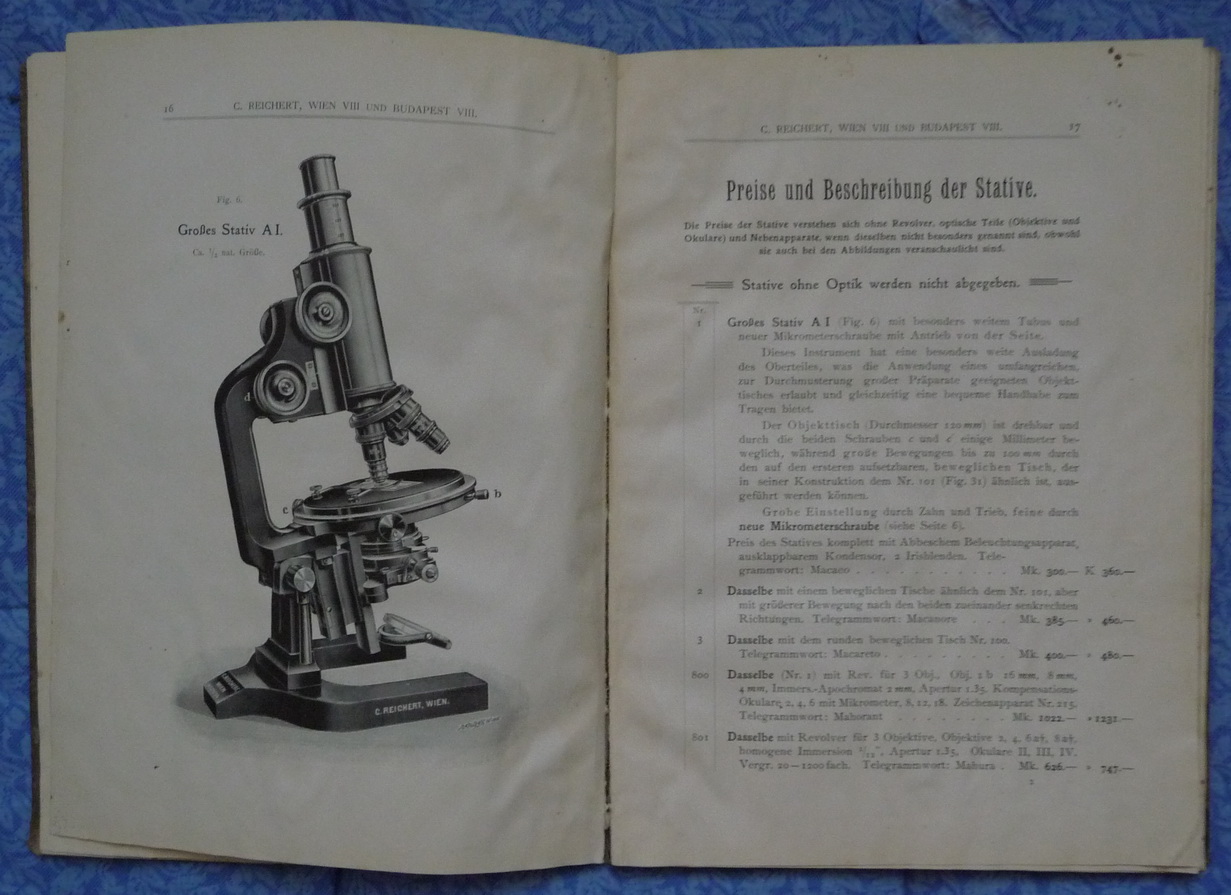 16
C. REICHERT, WIEN VIII UND BUDAPEST VIII.
Fig. 6.
Großes Stativ A I.
Ca. 1/2 nat. Größe.
d
b
c
C. REICHERT, WIEN.
C. REICHERT, WIEN VIII UND BUDAPEST VIII.
17
Preise und Beschreibung der Stative.
Die Preise der Stative verstehen sich ohne Revolver, optische Teile (Objektive und
Okulare) und Nebenapparate, wenn dieselben nicht besonders genannt sind, obwohl
sie auch bei den Abbildungen veranschaulicht sind.
Stative ohne Optik werden nicht abgegeben.
Nr.
1 Großes Stativ A I (Fig. 6) mit besonders weitem Tubus und
neuer Mikrometerschraube mit Antrieb von der Seite.
Dieses Instrument hat eine besonders weite Ausladung
des Oberteiles, was die Anwendung eines umfangreichen,
zur Durchmusterung großer Präparate geeigneten Objekt-
tisches erlaubt und gleichzeitig eine bequeme Handhabe zum
Tragen bietet.
Der Objekttisch (Durchmesser 120 mm) ist drehbar und
durch die beiden Schrauben c und c' einige Millimeter be-
weglich, während große Bewegungen bis zu 100 mm durch
den auf den ersteren aufsetzbaren, beweglichen Tisch, der
in seiner Konstruktion dem Nr. 101 (Fig. 31) ähnlich ist, aus-
geführt werden können.
Grobe Einstellung durch Zahn und Trieb, feine durch
neue Mikrometerschraube (siehe Seite 6).
Preis des Statives komplett mit Abbeschem Beleuchtungsapparat,
ausklappbarem Kondensor, 2 Irisblenden. Tele-
grammwort: Macaco . . . . . . . . . . . Mk. 300.— K 360.—
2 Dasselbe mit einem beweglichen Tische ähnlich dem Nr. 101, aber
mit größerer Bewegung nach den beiden zueinander senkrechten
Richtungen. Telegrammwort: Macanore . . . Mk. 385.— » 460.—
3 Dasselbe mit dem runden beweglichen Tisch Nr. 100.
Telegrammwort: Macareto . . . . . . . . . Mk. 400.— » 480.—
800 Dasselbe (Nr. 1) mit Rev. für 3 Obj., Obj. 1 b 16 mm, 8 mm,
4 mm, Immers.-Apochromat 2 mm, Apertur 1.35. Kompensations-
Okulare 2, 4, 6 mit Mikrometer, 8, 12, 18. Zeichenapparat Nr. 215.
Telegrammwort: Mahorant . . . . . . . Mk. 1022.— » 1231.—
801 Dasselbe mit Revolver für 3 Objektive, Objektive 2, 4, 6a†, 8a†,
homogene Immersion 1/12", Apertur 1.35. Okulare II, III, IV.
Vergr. 20—1200fach. Telegrammwort: Mahura . Mk. 626.— » 747.—
2